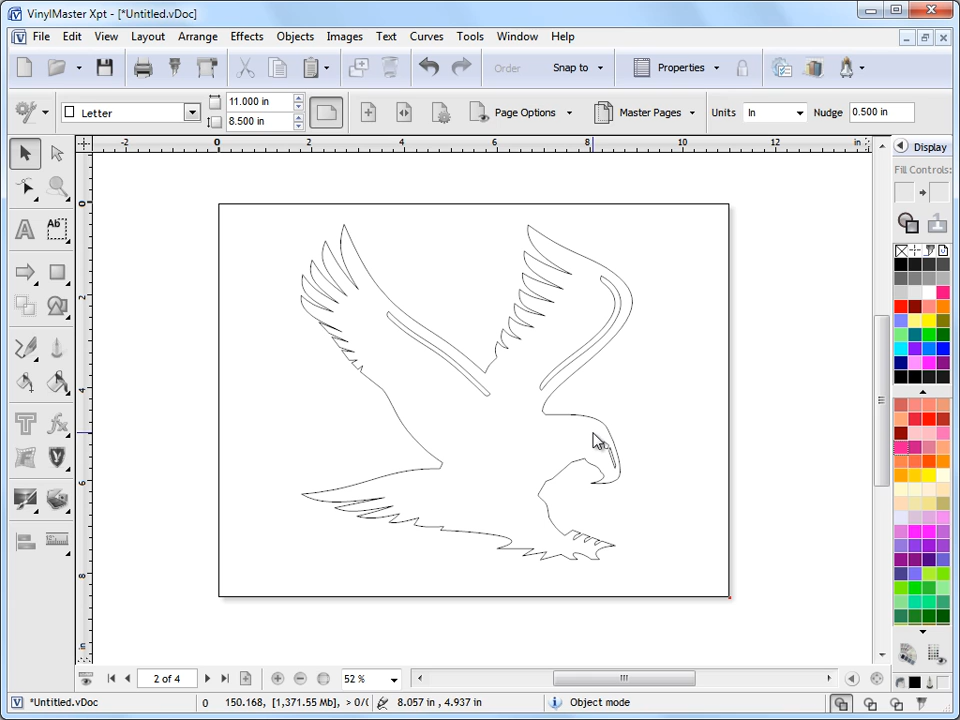 VinylMaster Xpt - [*Untitled.vDoc]
File Edit View Layout Arrange Effects Objects Images Text Curves Tools Window Help
Order Snap to Properties
Letter 11.000 in 8.500 in Page Options Master Pages Units In Nudge 0.500 in
-2 0 2 4 6 8 10 12 in
Display
Fill Controls:
0
2
4
6
8
2 of 4 52 %
*Untitled.vDoc 0 150.168, [1,371.55 Mb], > 0/( 8.057 in , 4.937 in Object mode